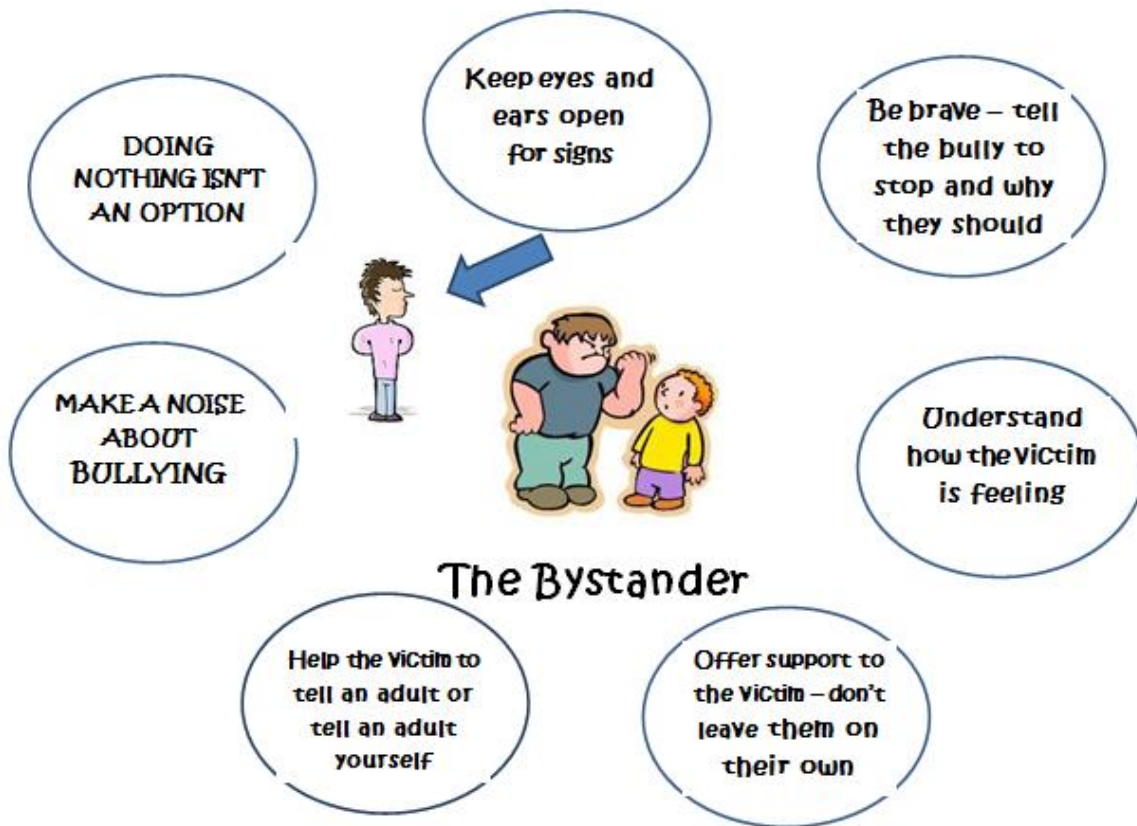 Keep eyes and
ears open
for signs
DOING
NOTHING ISN'T
AN OPTION
Be brave – tell
the bully to
stop and why
they should
MAKE A NOISE
ABOUT
BULLYING
Understand
how the victim
is feeling
The Bystander
Help the victim to
tell an adult or
tell an adult
yourself
Offer support to
the victim – don't
leave them on
their own